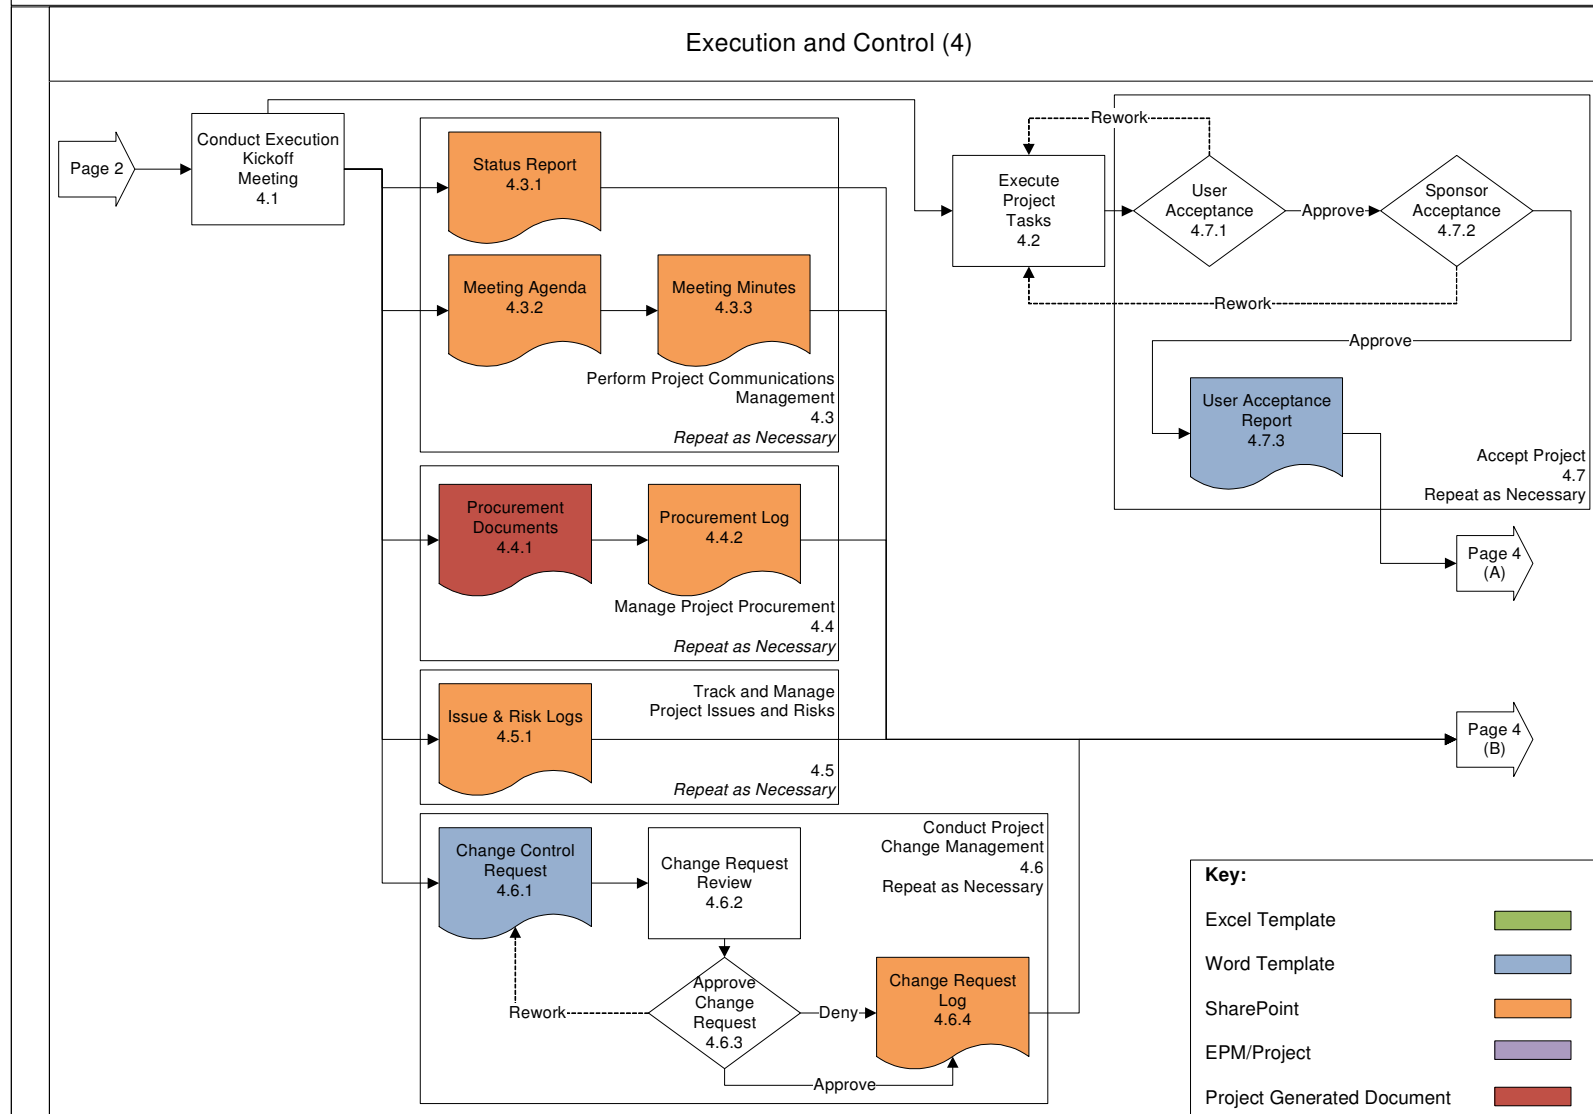 Execution and Control (4)
Page 2
Conduct Execution
Kickoff
Meeting
4.1
Status Report
4.3.1
Meeting Agenda
4.3.2
Meeting Minutes
4.3.3
Perform Project Communications
Management
4.3
Repeat as Necessary
Procurement
Documents
4.4.1
Procurement Log
4.4.2
Manage Project Procurement
4.4
Repeat as Necessary
Issue & Risk Logs
4.5.1
Track and Manage
Project Issues and Risks
4.5
Repeat as Necessary
Change Control
Request
4.6.1
Change Request
Review
4.6.2
Conduct Project
Change Management
4.6
Repeat as Necessary
Approve
Change
Request
4.6.3
Rework
Deny
Approve
Change Request
Log
4.6.4
Execute
Project
Tasks
4.2
Rework
User
Acceptance
4.7.1
Approve
Sponsor
Acceptance
4.7.2
Rework
Approve
User Acceptance
Report
4.7.3
Accept Project
4.7
Repeat as Necessary
Page 4
(A)
Page 4
(B)
Key:
Excel Template
Word Template
SharePoint
EPM/Project
Project Generated Document